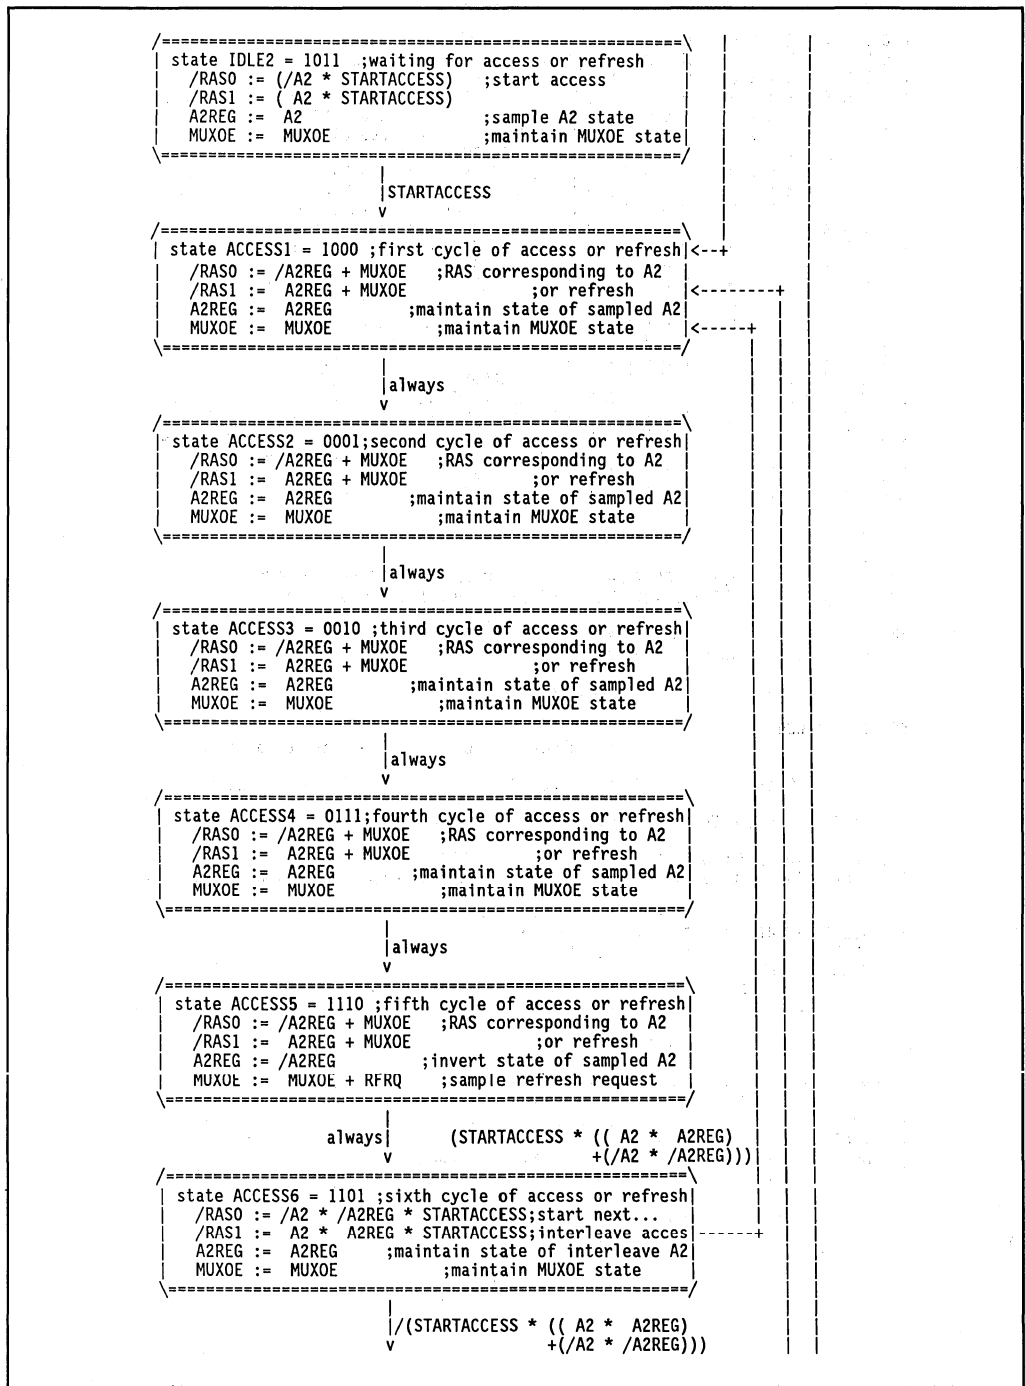 /=======================================================\
| state IDLE2 = 1011  ;waiting for access or refresh |
| /RAS0 := (/A2 * STARTACCESS) ;start access |
| /RAS1 := ( A2 * STARTACCESS) |
| A2REG := A2 ;sample A2 state |
| MUXOE := MUXOE ;maintain MUXOE state|
\=======================================================/
|STARTACCESS
v
/=======================================================\
| state ACCESS1 = 1000 ;first cycle of access or refresh|<--+
| /RAS0 := /A2REG + MUXOE ;RAS corresponding to A2 |
| /RAS1 := A2REG + MUXOE ;or refresh |<--------+
| A2REG := A2REG ;maintain state of sampled A2|
| MUXOE := MUXOE ;maintain MUXOE state |<-----+
\=======================================================/
|always
v
/=======================================================\
| state ACCESS2 = 0001;second cycle of access or refresh|
| /RAS0 := /A2REG + MUXOE ;RAS corresponding to A2 |
| /RAS1 := A2REG + MUXOE ;or refresh |
| A2REG := A2REG ;maintain state of sampled A2|
| MUXOE := MUXOE ;maintain MUXOE state |
\=======================================================/
|always
v
/=======================================================\
| state ACCESS3 = 0010 ;third cycle of access or refresh|
| /RAS0 := /A2REG + MUXOE ;RAS corresponding to A2 |
| /RAS1 := A2REG + MUXOE ;or refresh |
| A2REG := A2REG ;maintain state of sampled A2|
| MUXOE := MUXOE ;maintain MUXOE state |
\=======================================================/
|always
v
/=======================================================\
| state ACCESS4 = 0111;fourth cycle of access or refresh|
| /RAS0 := /A2REG + MUXOE ;RAS corresponding to A2 |
| /RAS1 := A2REG + MUXOE ;or refresh |
| A2REG := A2REG ;maintain state of sampled A2|
| MUXOE := MUXOE ;maintain MUXOE state |
\=======================================================/
|always
v
/=======================================================\
| state ACCESS5 = 1110 ;fifth cycle of access or refresh|
| /RAS0 := /A2REG + MUXOE ;RAS corresponding to A2 |
| /RAS1 := A2REG + MUXOE ;or refresh |
| A2REG := /A2REG ;invert state of sampled A2 |
| MUXOE := MUXOE + RFRQ ;sample refresh request |
\=======================================================/
always| (STARTACCESS * (( A2 * A2REG)
v +(/A2 * /A2REG)))|
/=======================================================\
| state ACCESS6 = 1101 ;sixth cycle of access or refresh|
| /RAS0 := /A2 * /A2REG * STARTACCESS;start next... |
| /RAS1 := A2 * A2REG * STARTACCESS;interleave acces|------+
| A2REG := A2REG ;maintain state of interleave A2|
| MUXOE := MUXOE ;maintain MUXOE state |
\=======================================================/
|/(STARTACCESS * (( A2 * A2REG)
v +(/A2 * /A2REG)))